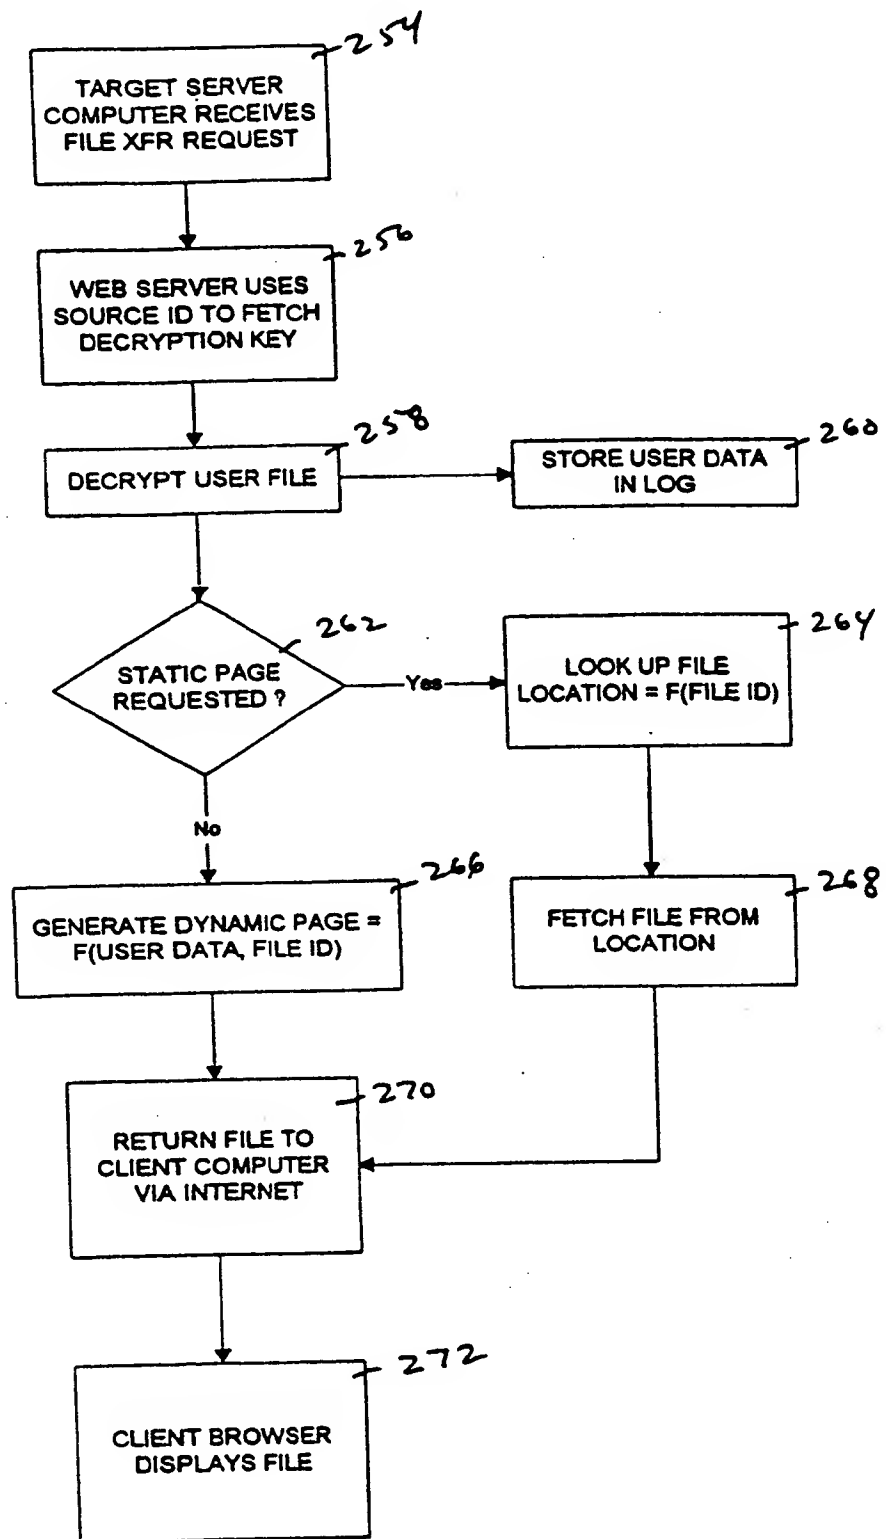 254
TARGET SERVER
COMPUTER RECEIVES
FILE XFR REQUEST
256
WEB SERVER USES
SOURCE ID TO FETCH
DECRYPTION KEY
258
DECRYPT USER FILE
260
STORE USER DATA
IN LOG
262
STATIC PAGE
REQUESTED ?
Yes
264
LOOK UP FILE
LOCATION = F(FILE ID)
No
266
GENERATE DYNAMIC PAGE =
F(USER DATA, FILE ID)
268
FETCH FILE FROM
LOCATION
270
RETURN FILE TO
CLIENT COMPUTER
VIA INTERNET
272
CLIENT BROWSER
DISPLAYS FILE